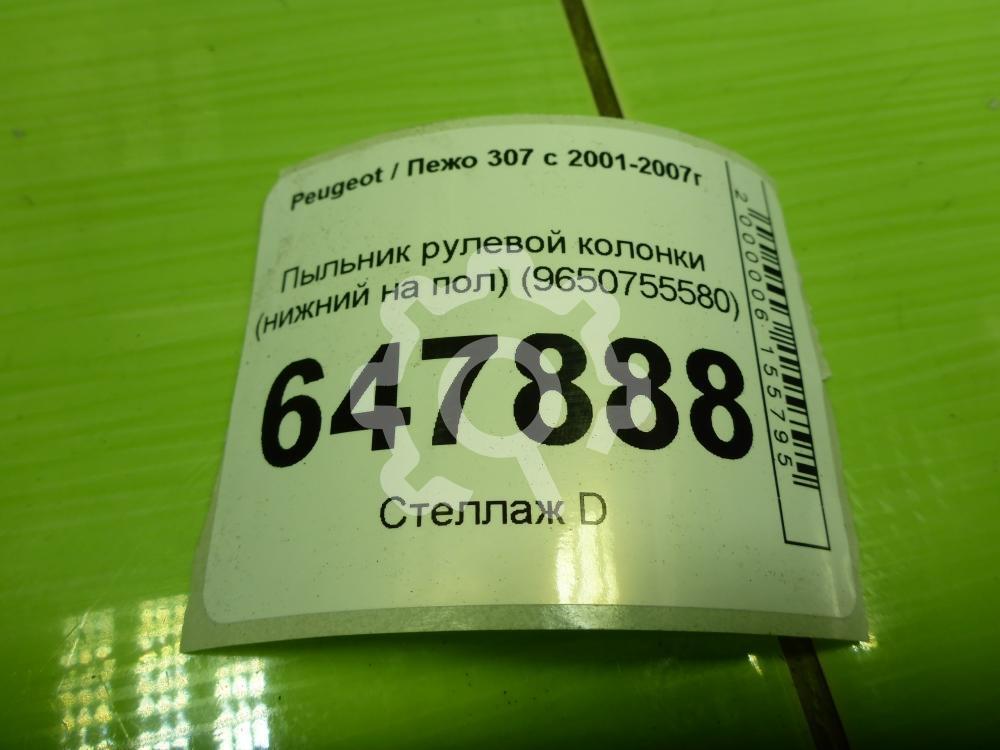 Peugeot / Пежо 307 с 2001-2007г
Пыльник рулевой колонки
(нижний на пол) (9650755580)
647888
Стеллаж D
2000006155795